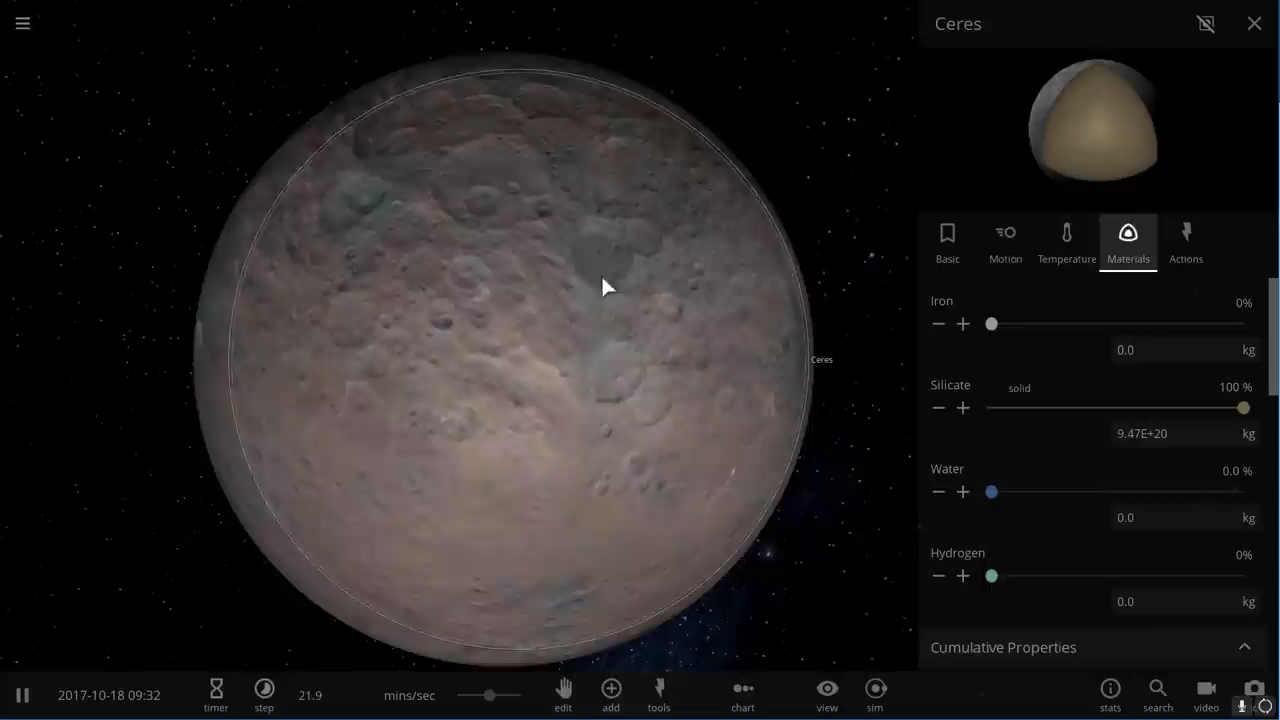 Ceres
Basic
Motion
Temperature
Materials
Actions
Iron
0%
0.0
kg
Silicate
solid
100 %
9.47E+20
kg
Water
0.0 %
0.0
kg
Hydrogen
0%
0.0
kg
Cumulative Properties
Ceres
2017-10-18 09:32
timer
step
21.9
mins/sec
edit
add
tools
chart
view
sim
stats
search
video